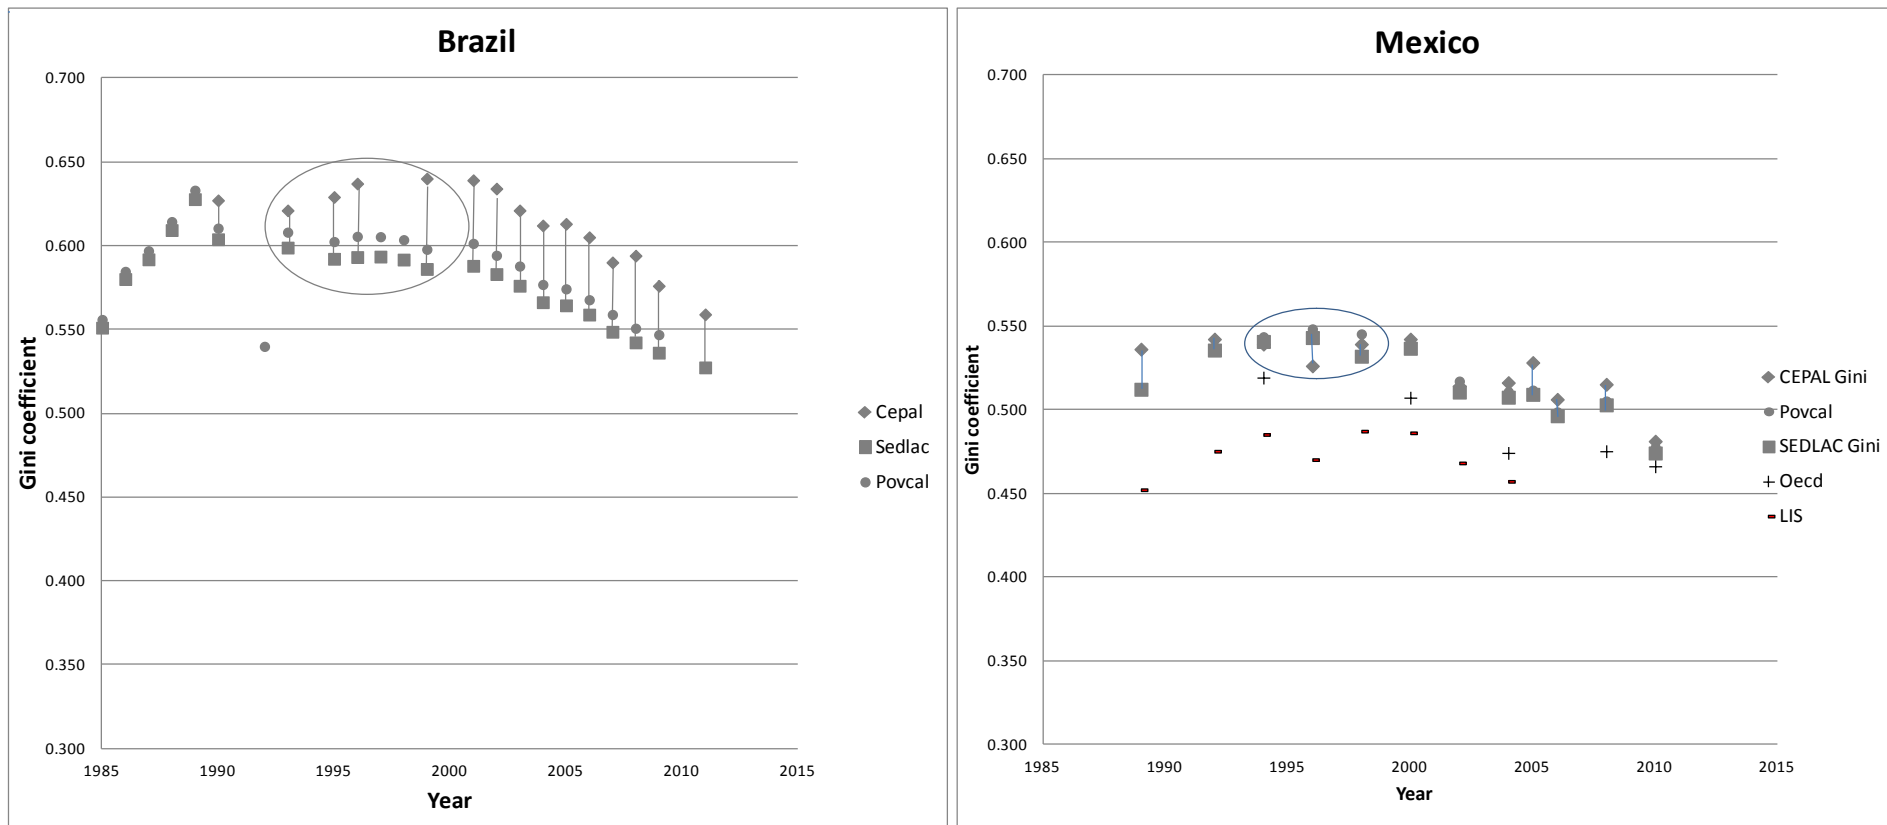 Brazil
0.700
0.650
0.600
0.550
0.500
0.450
0.400
0.350
0.300
Gini coefficient
1985 1990 1995 2000 2005 2010 2015
Year
Cepal
Sedlac
Povcal
Mexico
0.700
0.650
0.600
0.550
0.500
0.450
0.400
0.350
0.300
Gini coefficient
1985 1990 1995 2000 2005 2010 2015
Year
CEPAL Gini
Povcal
SEDLAC Gini
Oecd
LIS